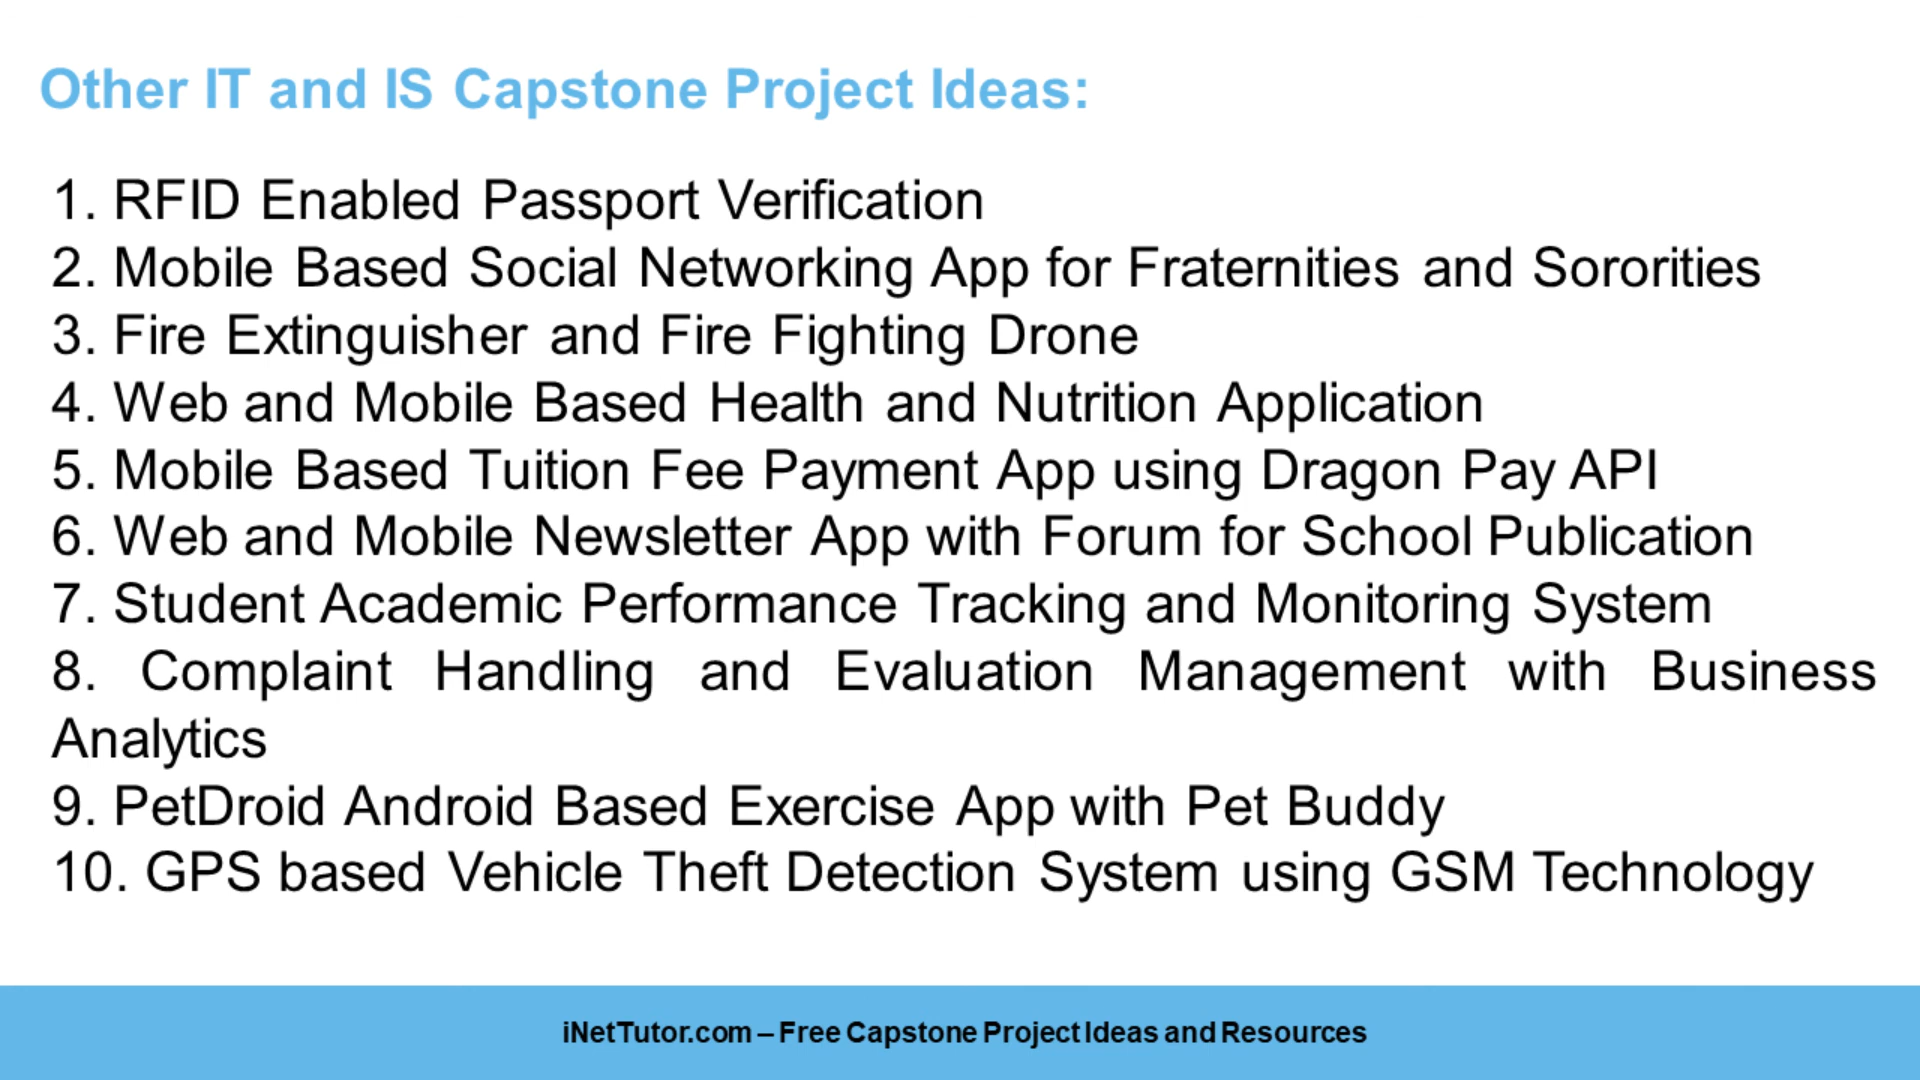 Other IT and IS Capstone Project Ideas:
1. RFID Enabled Passport Verification
2. Mobile Based Social Networking App for Fraternities and Sororities
3. Fire Extinguisher and Fire Fighting Drone
4. Web and Mobile Based Health and Nutrition Application
5. Mobile Based Tuition Fee Payment App using Dragon Pay API
6. Web and Mobile Newsletter App with Forum for School Publication
7. Student Academic Performance Tracking and Monitoring System
8. Complaint Handling and Evaluation Management with Business
Analytics
9. PetDroid Android Based Exercise App with Pet Buddy
10. GPS based Vehicle Theft Detection System using GSM Technology
iNetTutor.com – Free Capstone Project Ideas and Resources